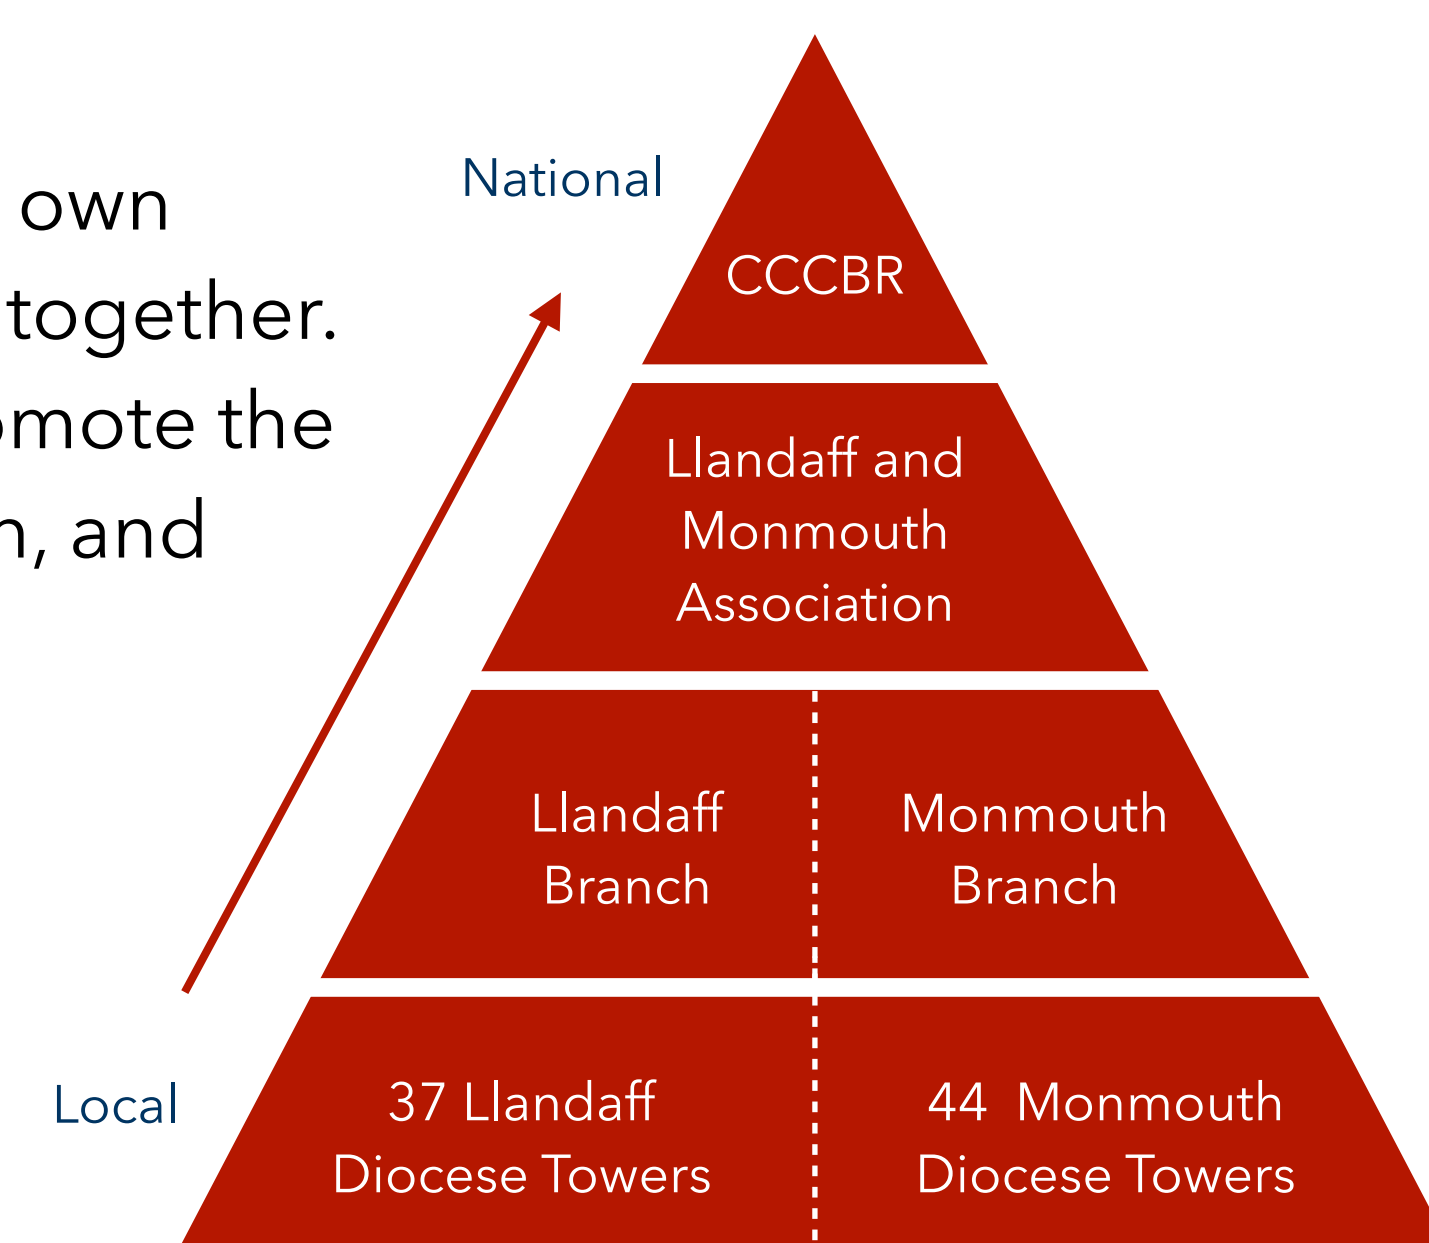 own
together.
omote the
n, and
National
CCCBR
Llandaff and
Monmouth
Association
Llandaff
Branch
Monmouth
Branch
Local
37 Llandaff
Diocese Towers
44 Monmouth
Diocese Towers